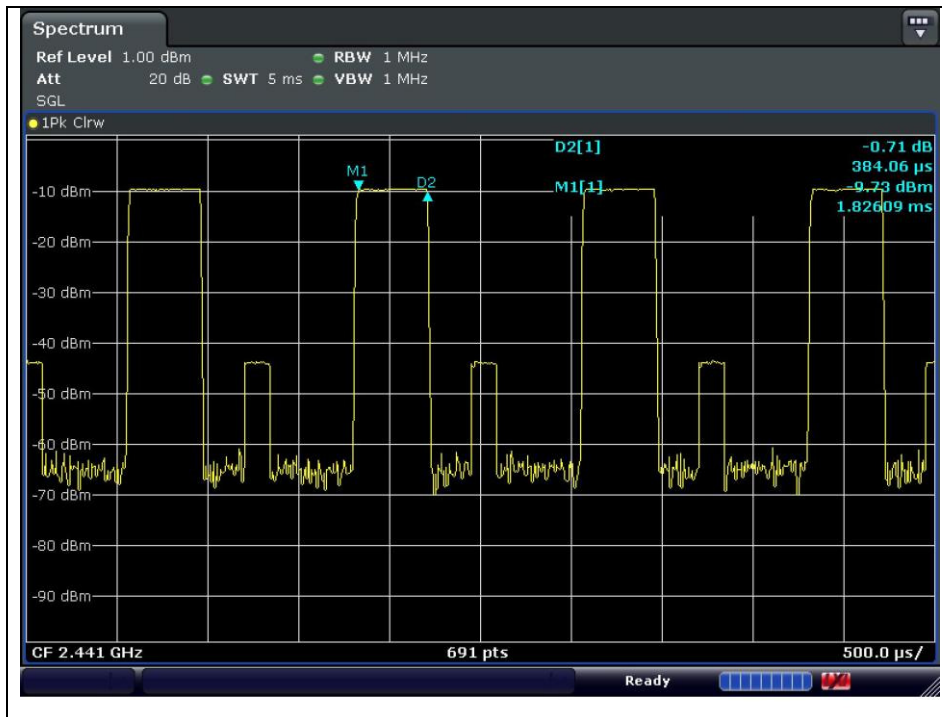 Spectrum
Ref Level 1.00 dBm RBW 1 MHz
Att 20 dB SWT 5 ms VBW 1 MHz
SGL
1Pk Clrw
D2[1] -0.71 dB
384.06 µs
M1[1] -9.73 dBm
1.82609 ms
M1
D2
-10 dBm
-20 dBm
-30 dBm
-40 dBm
-50 dBm
-60 dBm
-70 dBm
-80 dBm
-90 dBm
CF 2.441 GHz 691 pts 500.0 µs/
Ready